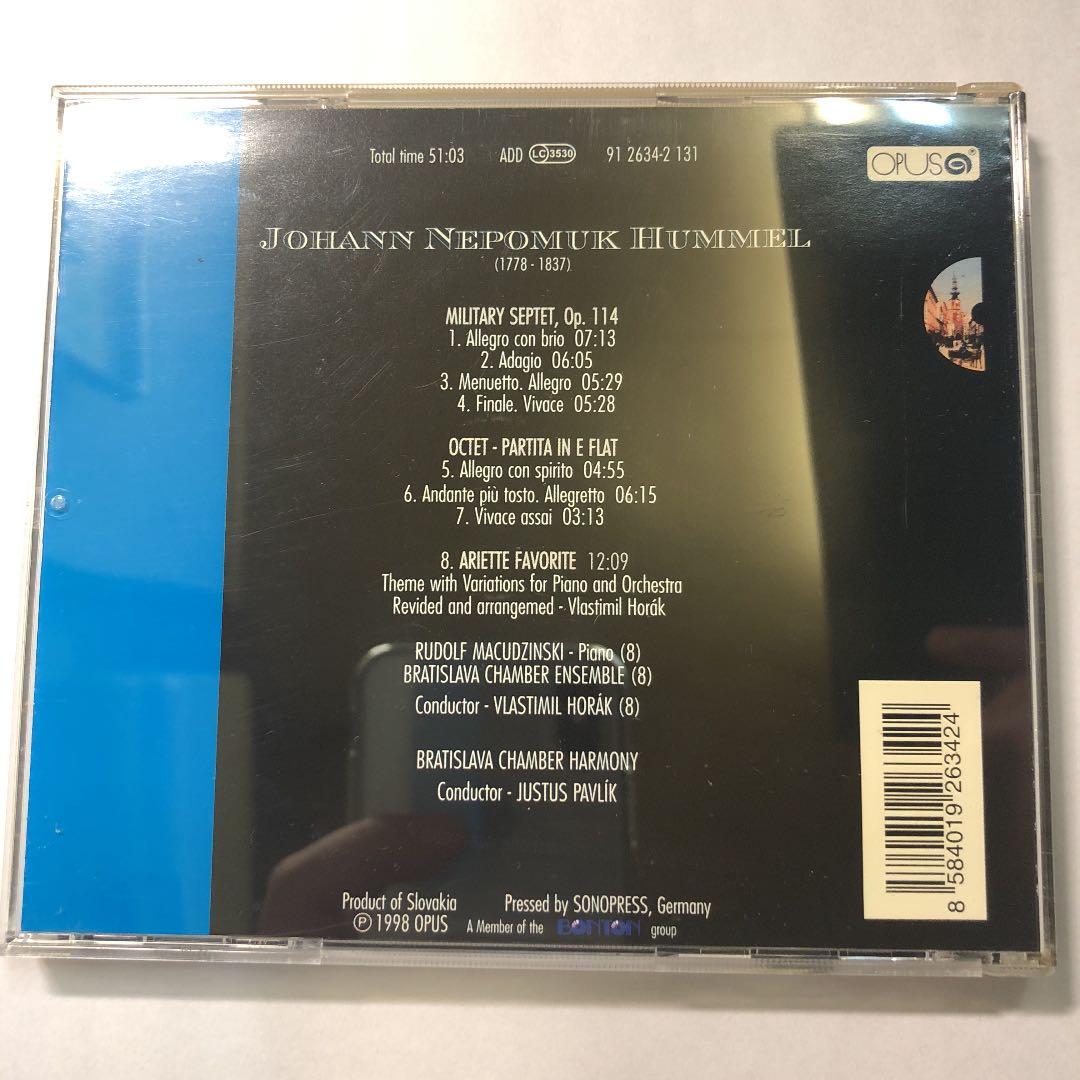 Total time 51:03 ADD LC 3530 91 2634-2 131
OPUS
JOHANN NEPOMUK HUMMEL
(1778 - 1837)
MILITARY SEPTET, Op. 114
1. Allegro con brio 07:13
2. Adagio 06:05
3. Menuetto. Allegro 05:29
4. Finale. Vivace 05:28
OCTET - PARTITA IN E FLAT
5. Allegro con spirito 04:55
6. Andante più tosto. Allegretto 06:15
7. Vivace assai 03:13
8. ARIETTE FAVORITE 12:09
Theme with Variations for Piano and Orchestra
Revided and arrangemed - Vlastimil Horák
RUDOLF MACUDZINSKI - Piano (8)
BRATISLAVA CHAMBER ENSEMBLE (8)
Conductor - VLASTIMIL HORÁK (8)
BRATISLAVA CHAMBER HARMONY
Conductor - JUSTUS PAVLÍK
8 584019 263424
Product of Slovakia Pressed by SONOPRESS, Germany
Ⓟ 1998 OPUS A Member of the BONTON group